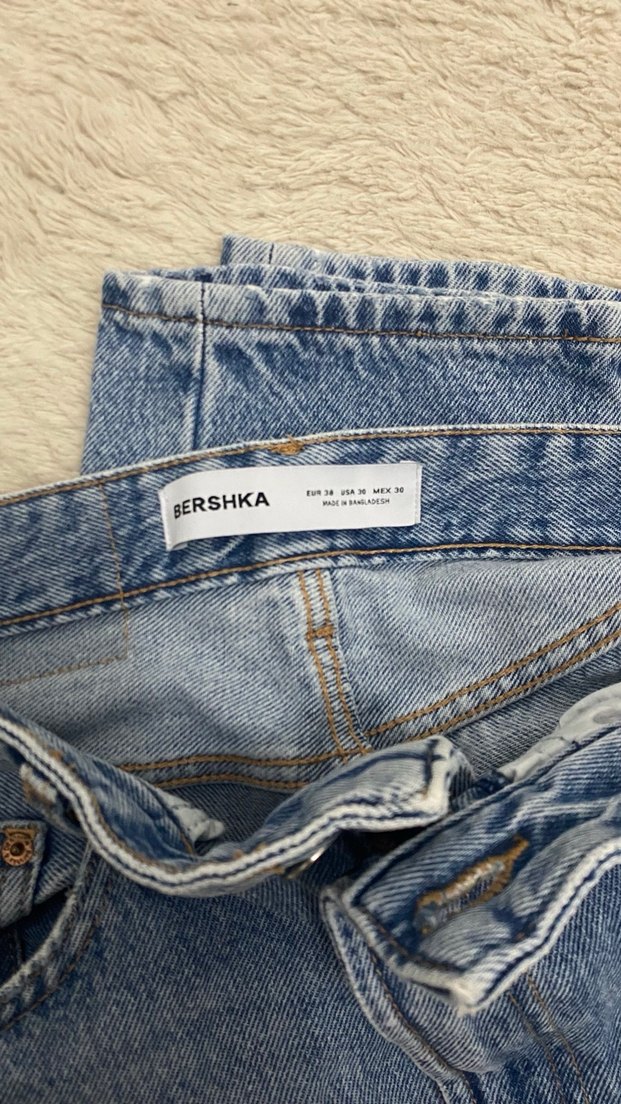 BERSHKA
EUR 38 USA 30 MEX 30
MADE IN BANGLADESH